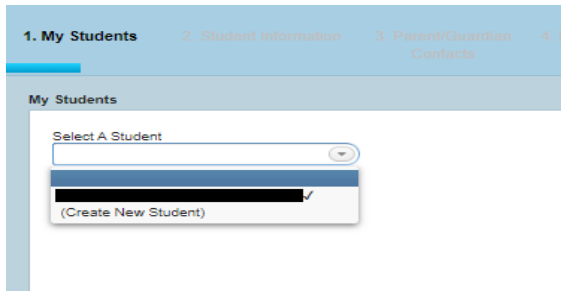 1. My Students 2. Student Information 3. Parent/Guardian 4.
Contacts
My Students
Select A Student
(Create New Student)